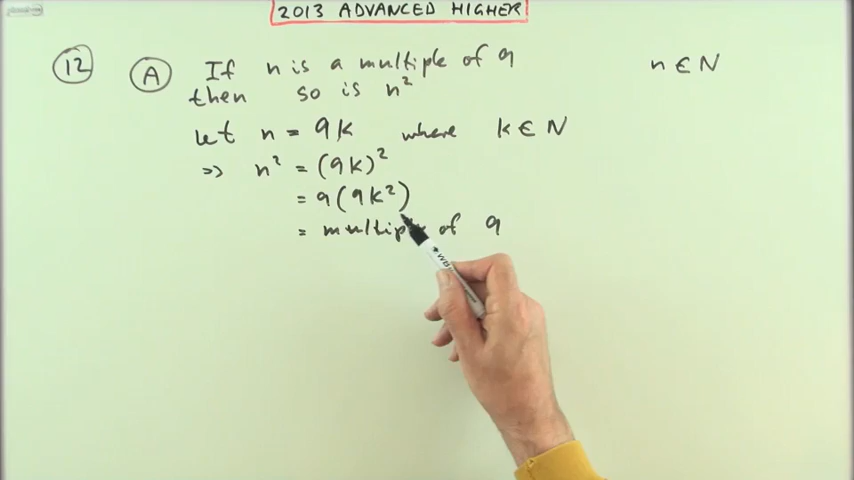 2013 ADVANCED HIGHER
12 A If n is a multiple of 9 n ∈ N
then so is n²
let n = 9k where k ∈ N
⇒ n² = (9k)²
= 9(9k²)
= multiple of 9